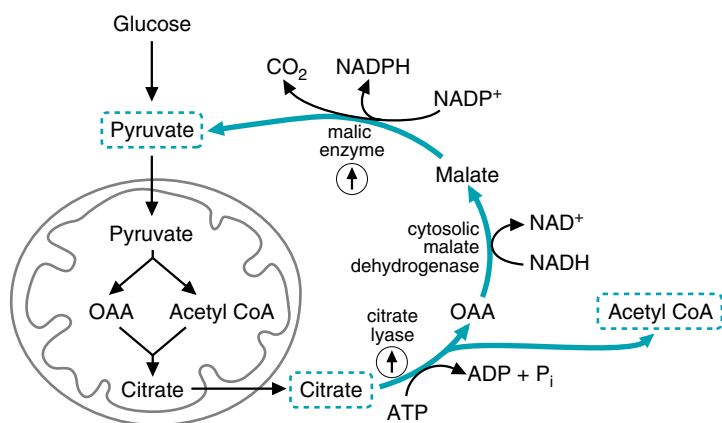 Glucose
CO₂ NADPH NADP⁺
Pyruvate
malic
enzyme
Malate
Pyruvate
cytosolic
malate
dehydrogenase
NAD⁺
NADH
OAA Acetyl CoA
citrate
lyase
OAA
Acetyl CoA
Citrate
Citrate
ADP + Pᵢ
ATP